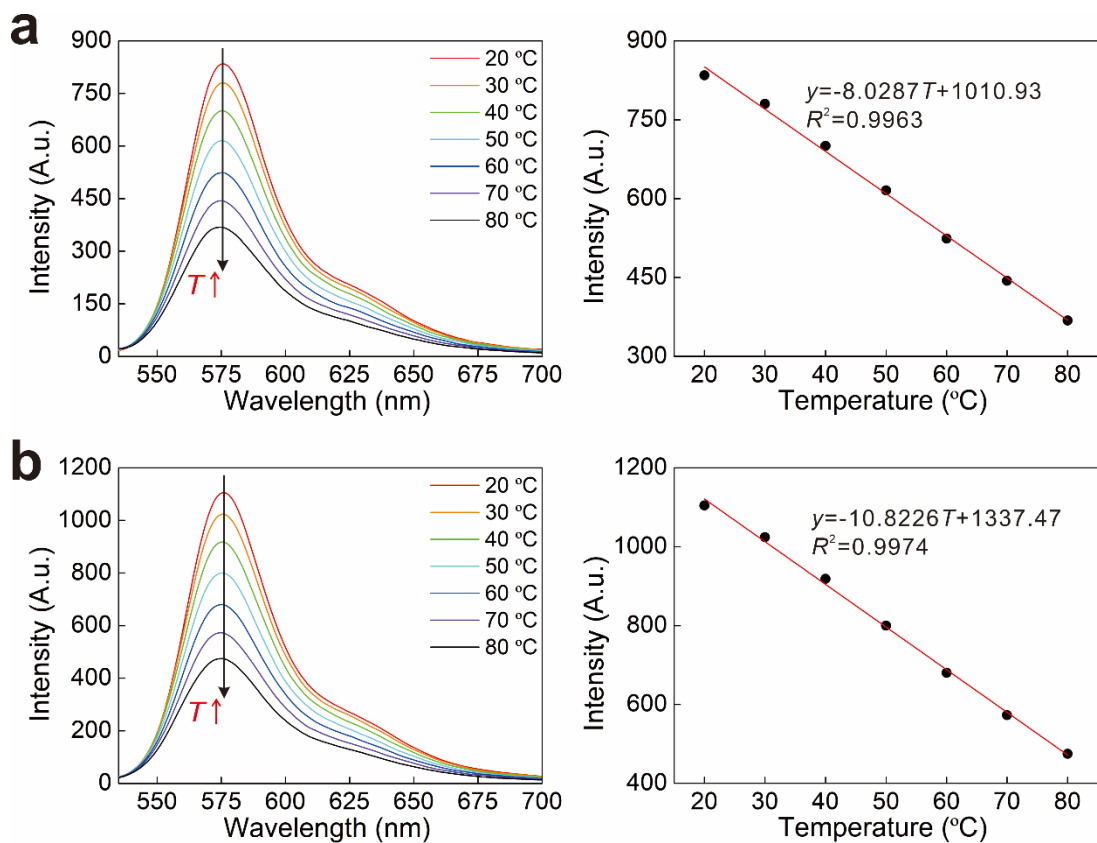 a
900
750
600
450
300
150
0
Intensity (A.u.)
20 ºC
30 ºC
40 ºC
50 ºC
60 ºC
70 ºC
80 ºC
T ↑
550 575 600 625 650 675 700
Wavelength (nm)
900
750
600
450
300
Intensity (A.u.)
y=-8.0287T+1010.93
R²=0.9963
20 30 40 50 60 70 80
Temperature (ºC)
b
1200
1000
800
600
400
200
0
Intensity (A.u.)
20 ºC
30 ºC
40 ºC
50 ºC
60 ºC
70 ºC
80 ºC
T ↑
550 575 600 625 650 675 700
Wavelength (nm)
1200
1000
800
600
400
Intensity (A.u.)
y=-10.8226T+1337.47
R²=0.9974
20 30 40 50 60 70 80
Temperature (ºC)